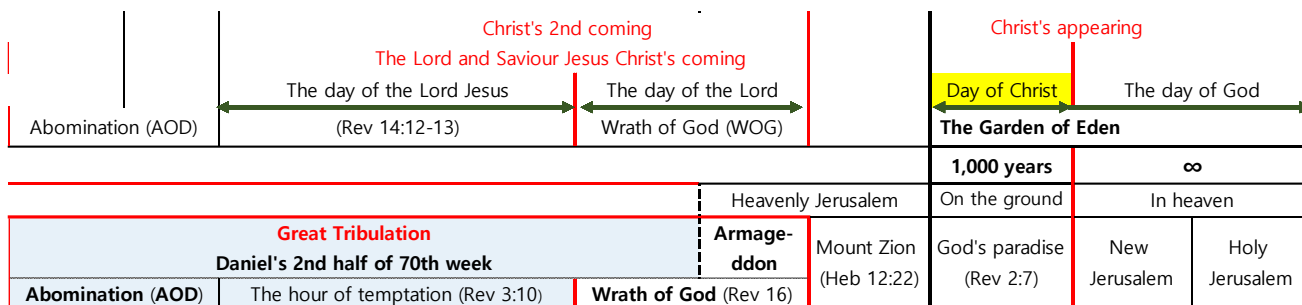 Christ's 2nd coming
Christ's appearing
The Lord and Saviour Jesus Christ's coming
The day of the Lord Jesus
The day of the Lord
Day of Christ
The day of God
Abomination (AOD)
(Rev 14:12-13)
Wrath of God (WOG)
The Garden of Eden
1,000 years
∞
Heavenly Jerusalem
On the ground
In heaven
Great Tribulation
Daniel's 2nd half of 70th week
Armage-
ddon
Mount Zion
(Heb 12:22)
God's paradise
(Rev 2:7)
New
Jerusalem
Holy
Jerusalem
Abomination (AOD)
The hour of temptation (Rev 3:10)
Wrath of God (Rev 16)